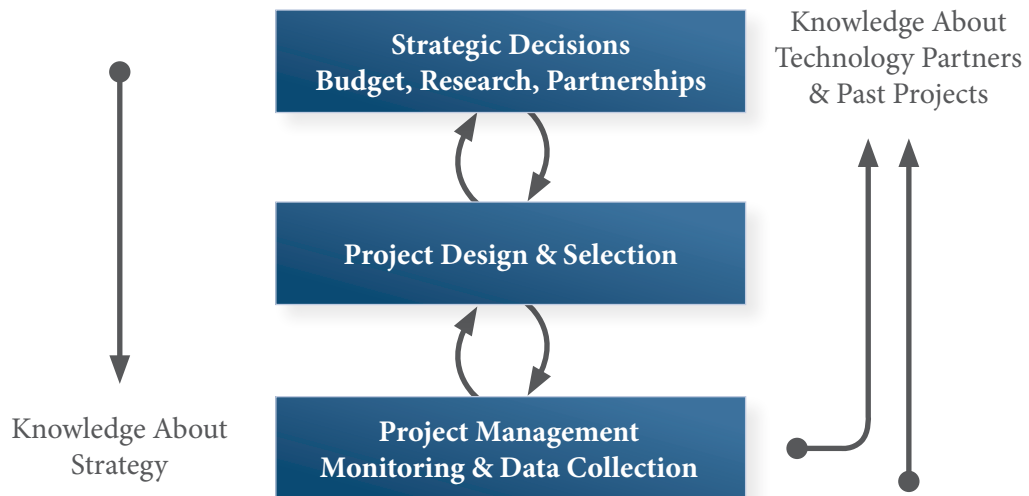 Strategic Decisions
Budget, Research, Partnerships
Knowledge About
Technology Partners
& Past Projects
Project Design & Selection
Knowledge About
Strategy
Project Management
Monitoring & Data Collection